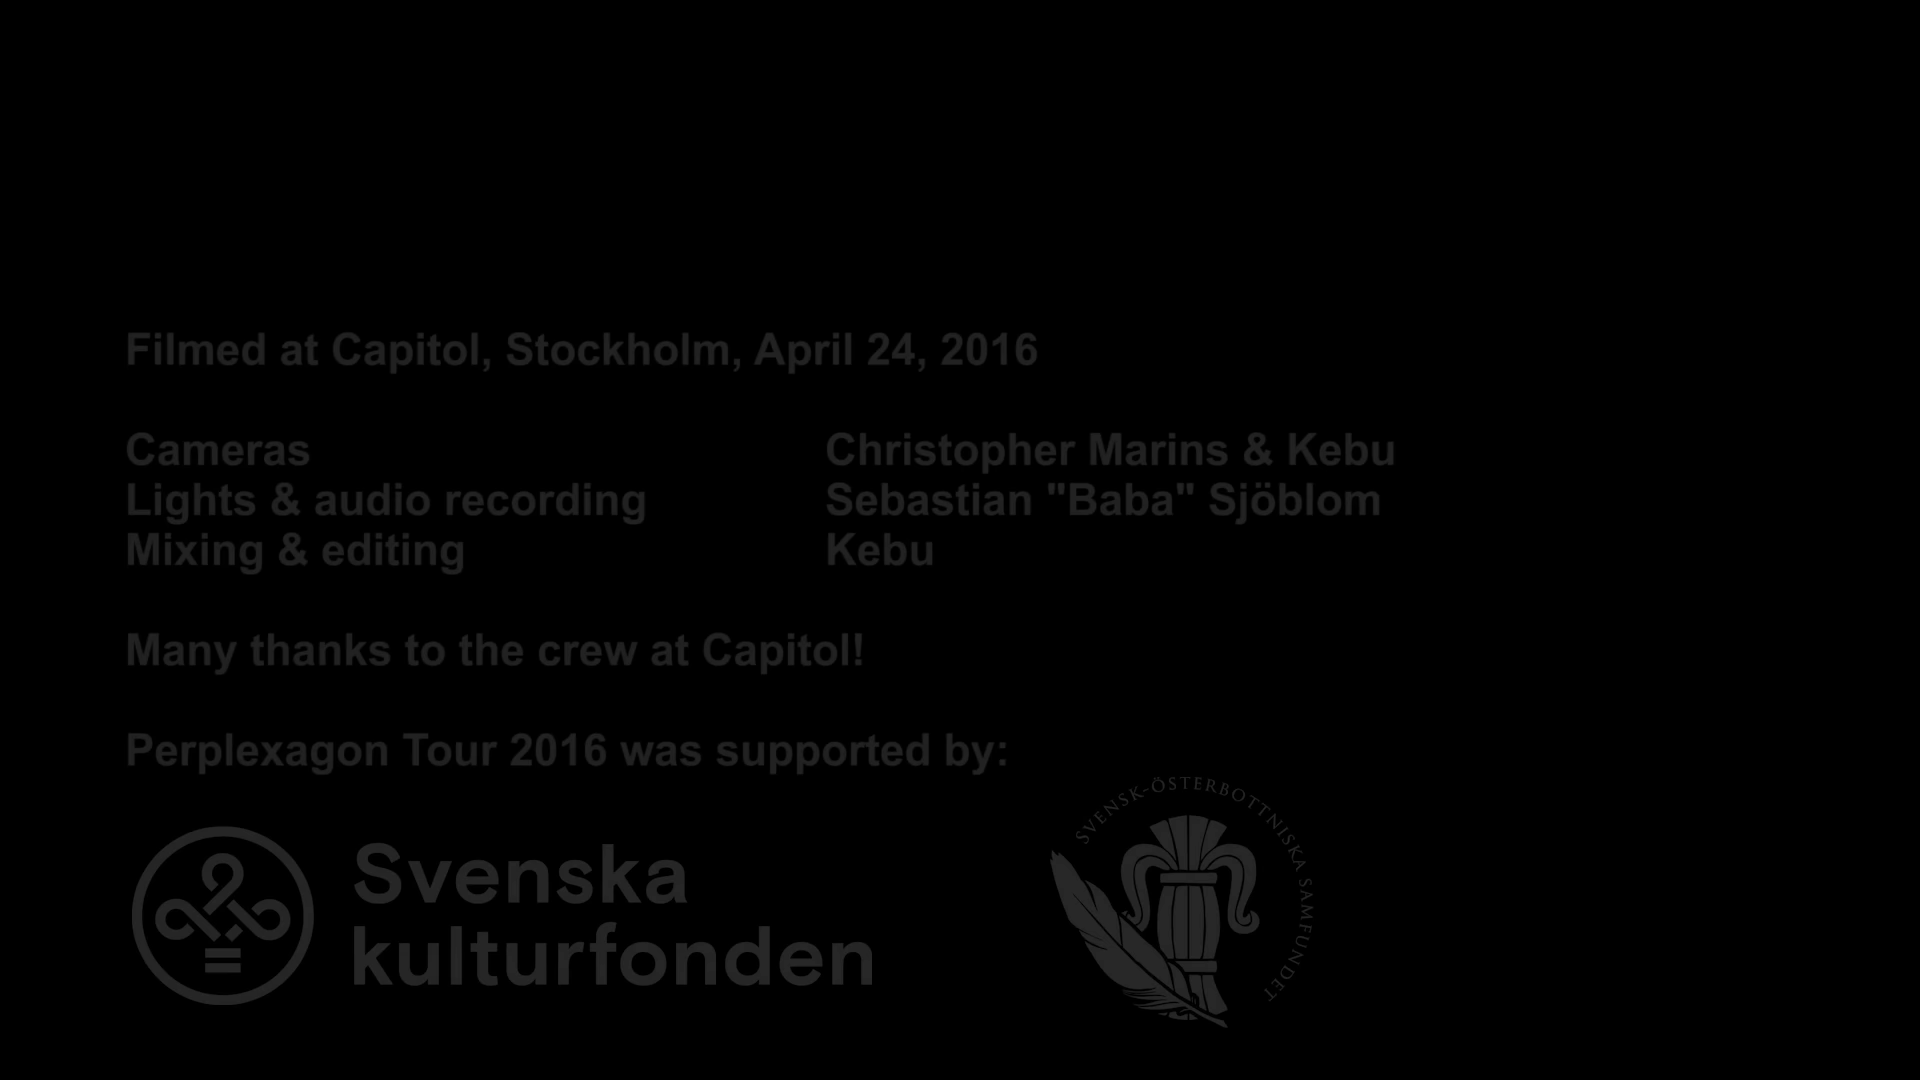 Filmed at Capitol, Stockholm, April 24, 2016
Cameras Christopher Marins & Kebu
Lights & audio recording Sebastian "Baba" Sjöblom
Mixing & editing Kebu
Many thanks to the crew at Capitol!
Perplexagon Tour 2016 was supported by:
Svenska
kulturfonden
SVENSK-ÖSTERBOTTNISKA SAMFUNDET